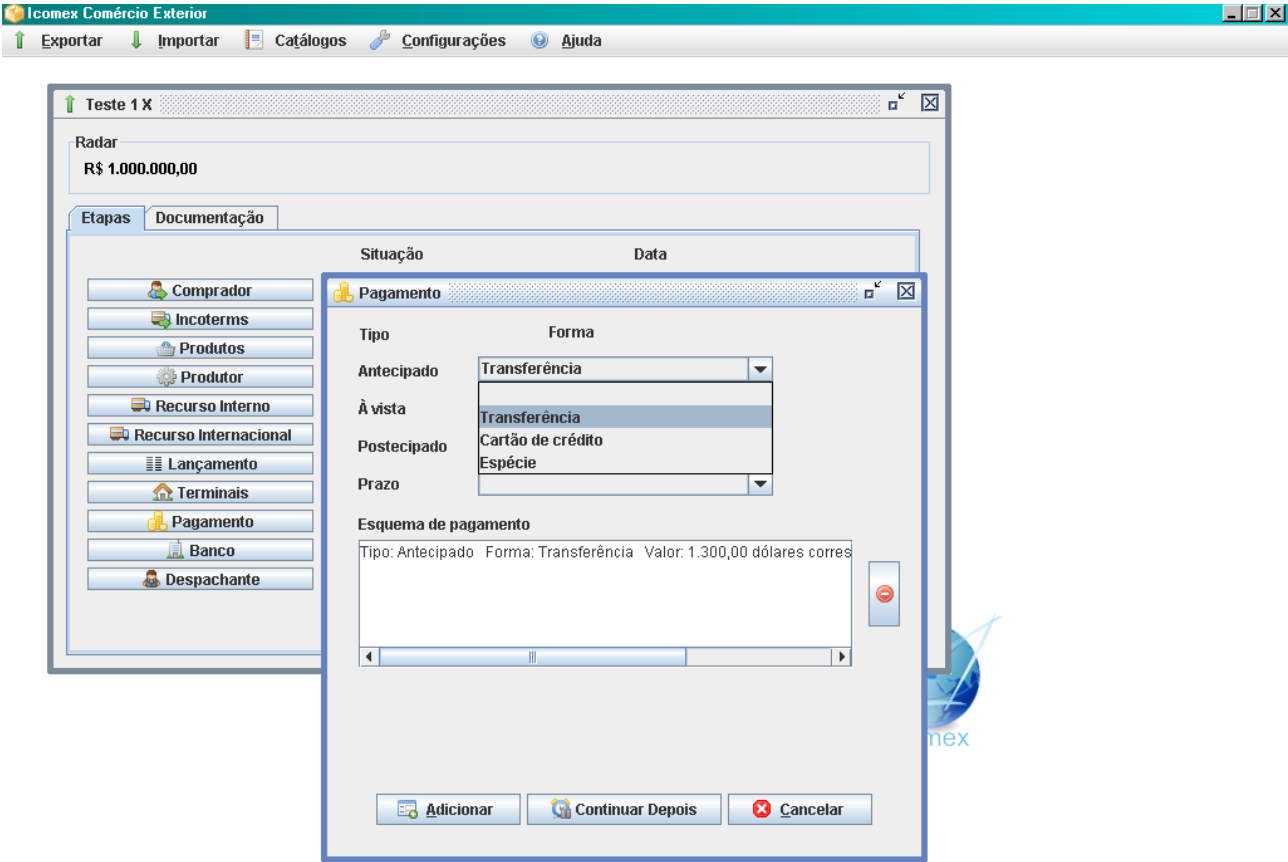 Icomex Comércio Exterior
Exportar Importar Catálogos Configurações Ajuda
Teste 1 X
Radar
R$ 1.000.000,00
Etapas Documentação
Situação Data
Comprador
Incoterms
Produtos
Produtor
Recurso Interno
Recurso Internacional
Lançamento
Terminais
Pagamento
Banco
Despachante
Pagamento
Tipo Forma
Antecipado Transferência
Transferência
Cartão de crédito
Espécie
À vista
Postecipado
Prazo
Esquema de pagamento
Tipo: Antecipado Forma: Transferência Valor: 1.300,00 dólares corres
Adicionar Continuar Depois Cancelar
mex